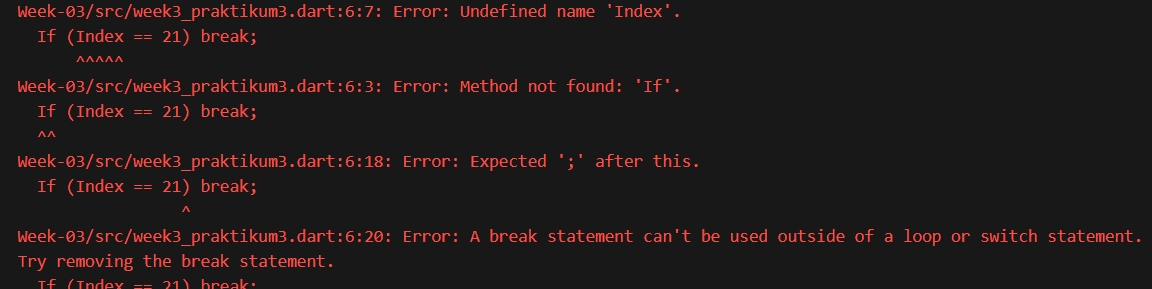 Week-03/src/week3_praktikum3.dart:6:7: Error: Undefined name 'Index'.
  If (Index == 21) break;
      ^^^^^
Week-03/src/week3_praktikum3.dart:6:3: Error: Method not found: 'If'.
  If (Index == 21) break;
  ^^
Week-03/src/week3_praktikum3.dart:6:18: Error: Expected ';' after this.
  If (Index == 21) break;
                 ^
Week-03/src/week3_praktikum3.dart:6:20: Error: A break statement can't be used outside of a loop or switch statement.
Try removing the break statement.
  If (Index == 21) break;